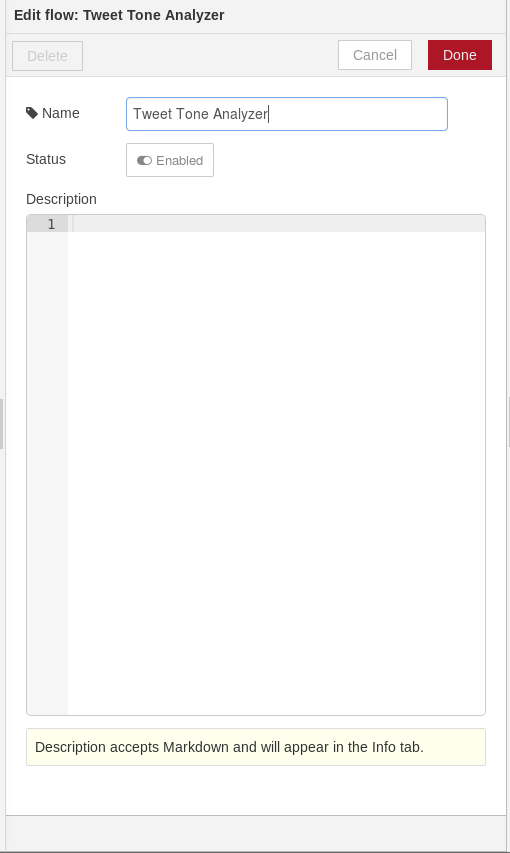 Edit flow: Tweet Tone Analyzer
Delete
Cancel
Done
Name
Tweet Tone Analyzer
Status
Enabled
Description
1
Description accepts Markdown and will appear in the Info tab.